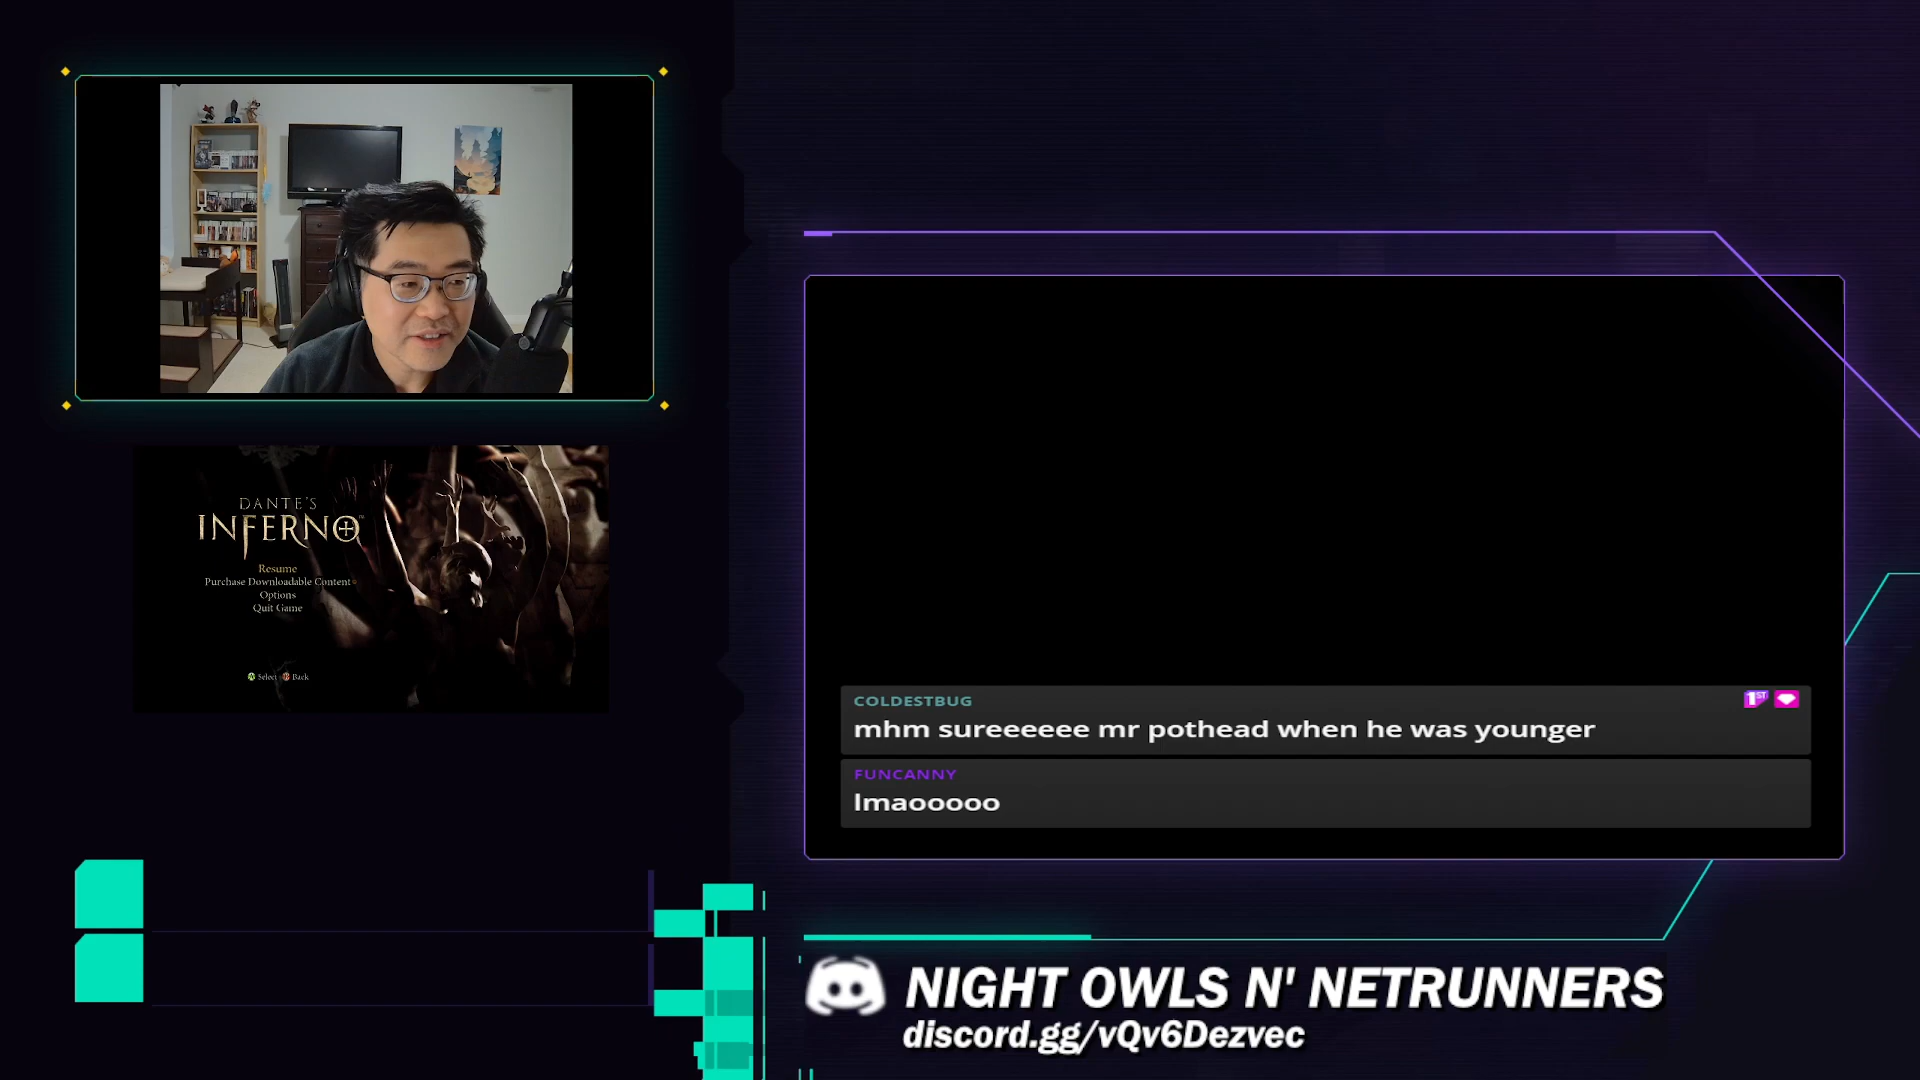 DANTE'S
INFERNO
Resume
Purchase Downloadable Content
Options
Quit Game
A Select B Back
COLDESTBUG
1ST
mhm sureeeeee mr pothead when he was younger
FUNCANNY
lmaooooo
NIGHT OWLS N' NETRUNNERS
discord.gg/vQv6Dezvec